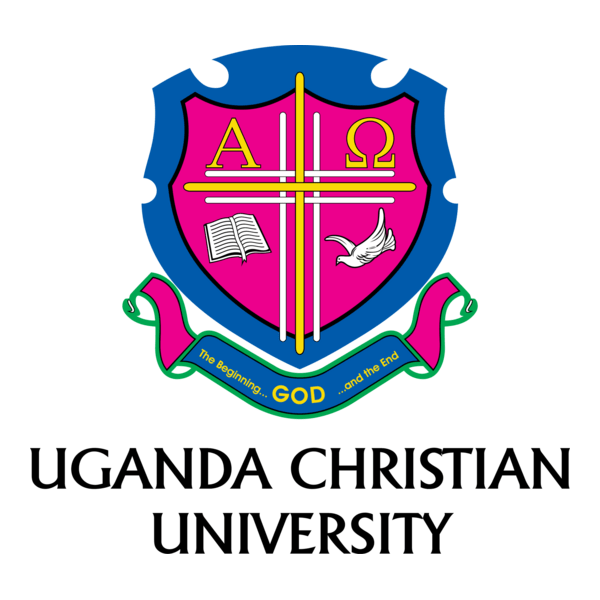 Α Ω
The Beginning... GOD ...and the End
UGANDA CHRISTIAN
UNIVERSITY